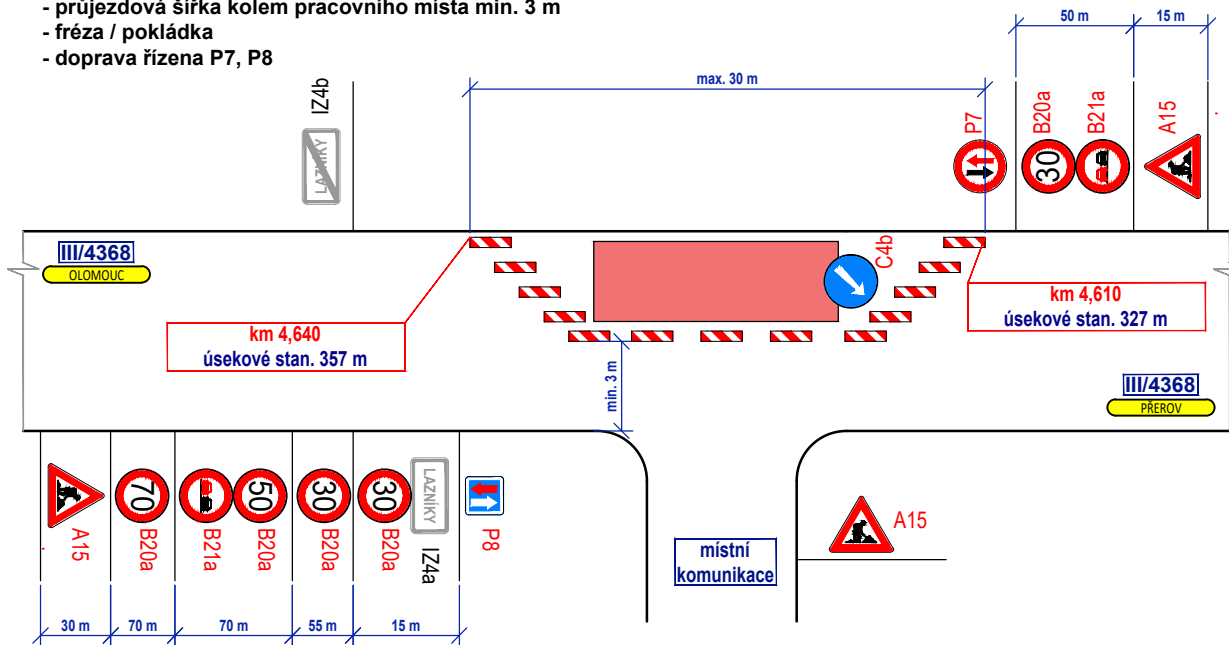 - průjezdová šířka kolem pracovního místa min. 3 m
- fréza / pokládka
- doprava řízena P7, P8
50 m
15 m
max. 30 m
IZ4b
LAZNÍKY
P7
B20a
30
B21a
A15
III/4368
OLOMOUC
C4b
km 4,640
úsekové stan. 357 m
km 4,610
úsekové stan. 327 m
min. 3 m
III/4368
PŘEROV
A15
70
B20a
B21a
50
B20a
30
B20a
30
B20a
LAZNÍKY
IZ4a
P8
místní
komunikace
A15
30 m
70 m
70 m
55 m
15 m